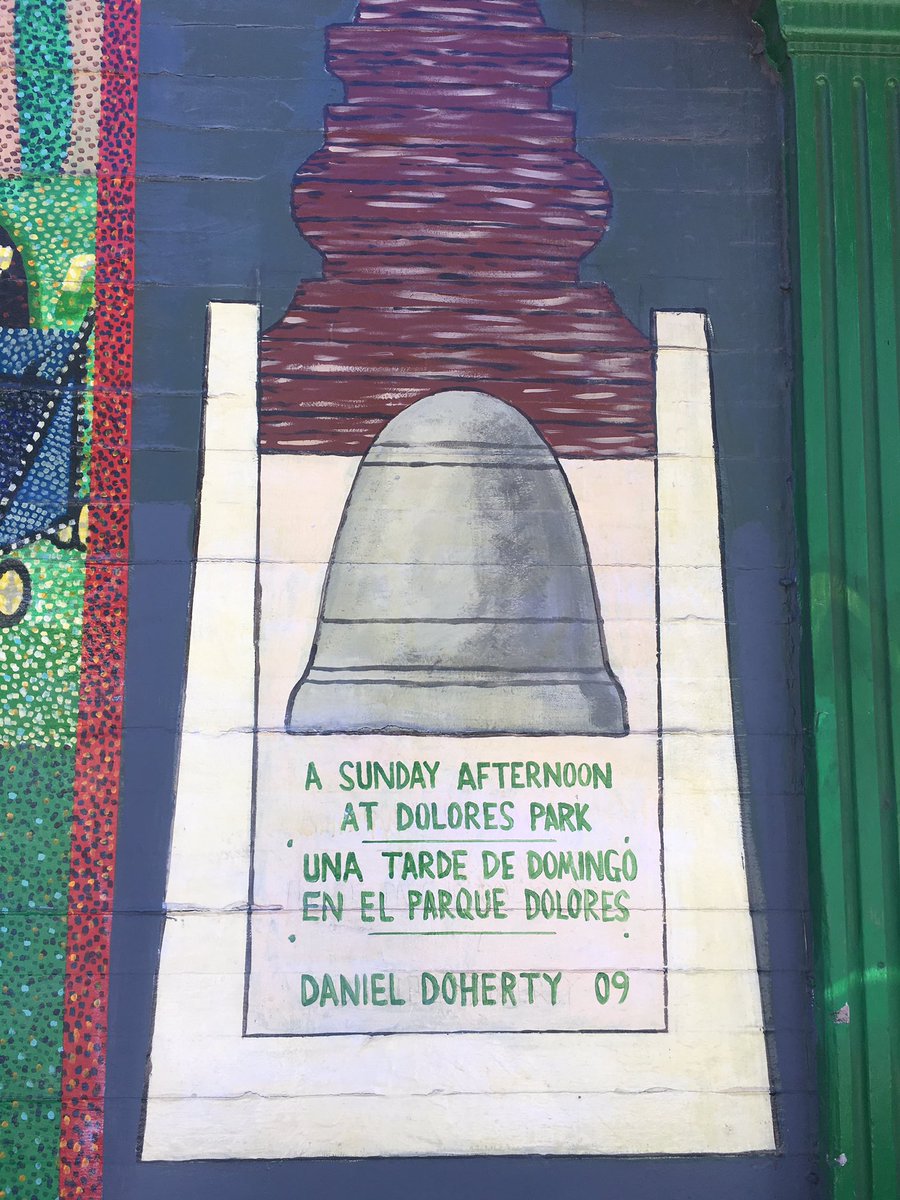 A SUNDAY AFTERNOON
AT DOLORES PARK
UNA TARDE DE DOMINGO
EN EL PARQUE DOLORES
DANIEL DOHERTY 09